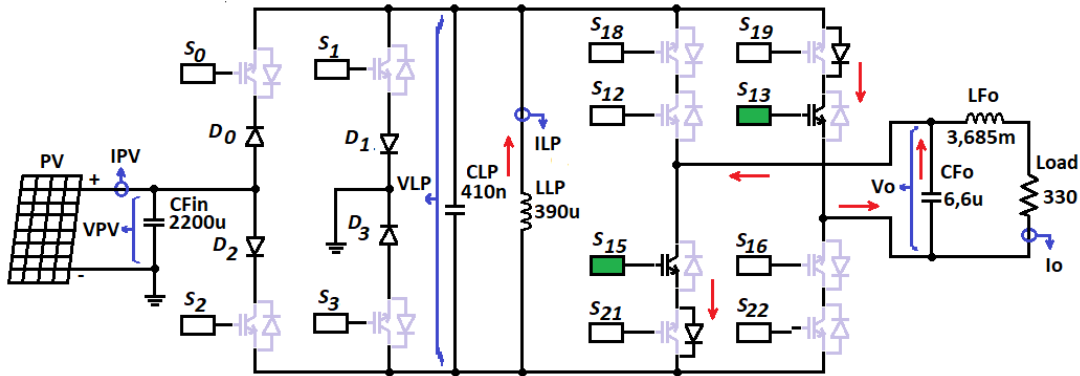 S0
S1
S18
S19
S12
S13
D0
D1
ILP
LFo
3,685m
PV
IPV
+
VLP
CLP
410n
LLP
390u
Load
330
Vo
CFo
6,6u
CFin
2200u
VPV
D2
D3
-
S15
S16
Io
S2
S3
S21
S22